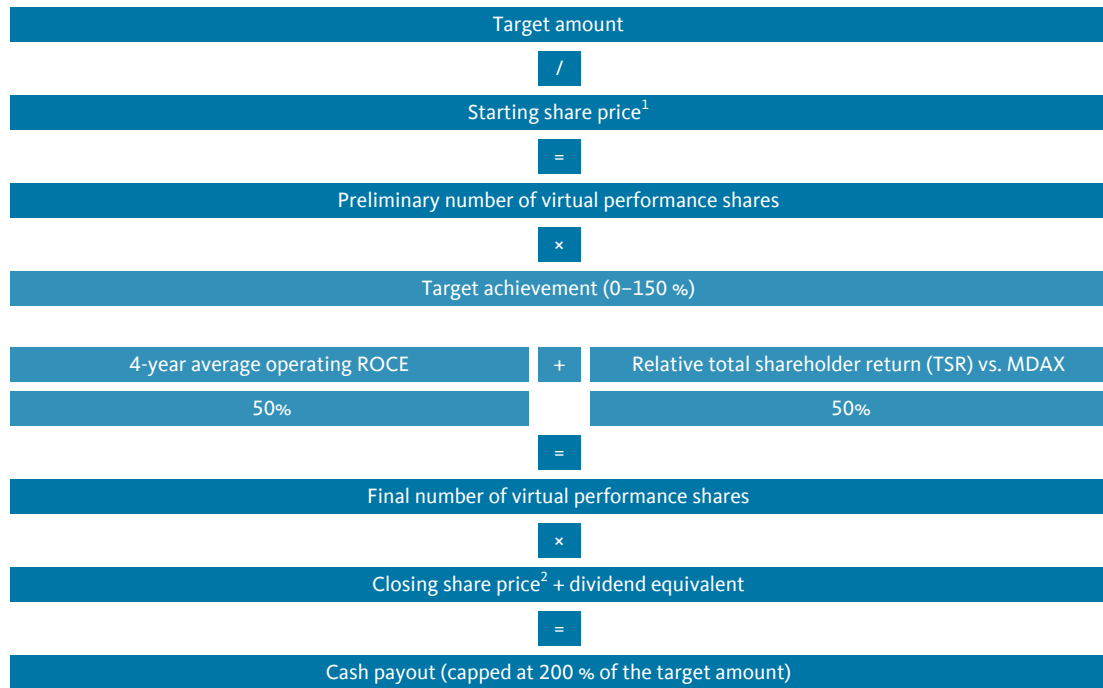 Target amount
/
Starting share price¹
=
Preliminary number of virtual performance shares
×
Target achievement (0–150 %)
4-year average operating ROCE + Relative total shareholder return (TSR) vs. MDAX
50% 50%
=
Final number of virtual performance shares
×
Closing share price² + dividend equivalent
=
Cash payout (capped at 200 % of the target amount)